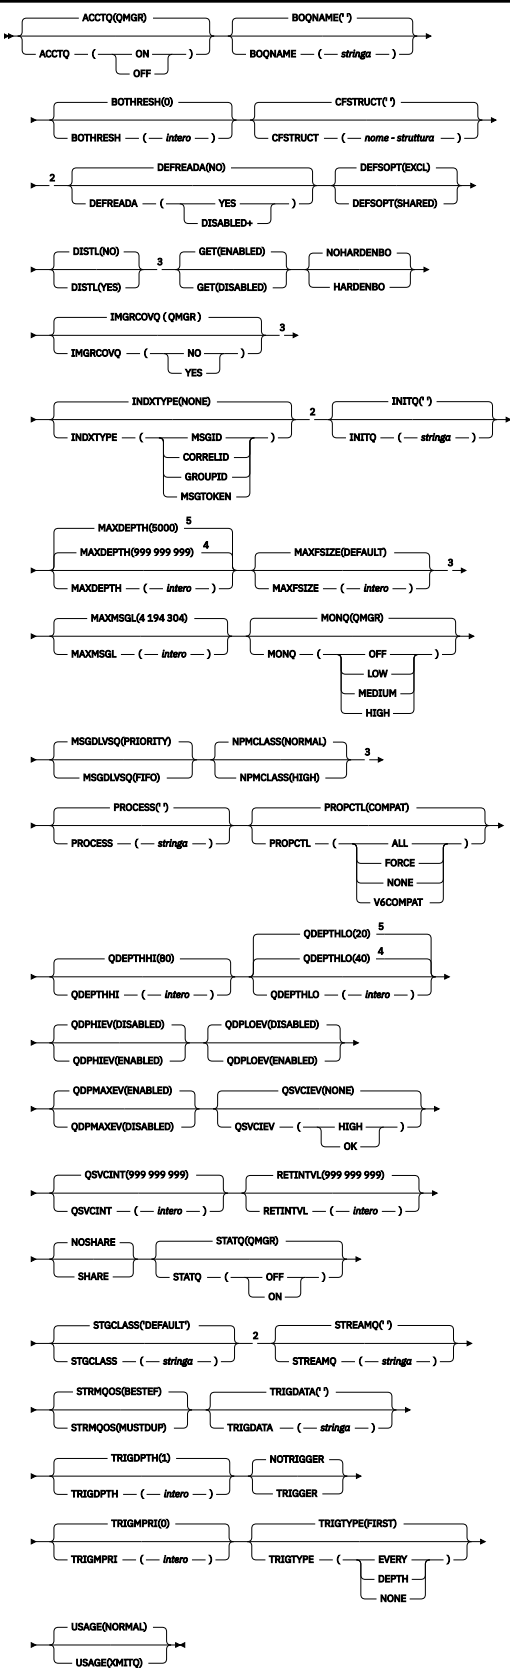 ACCTQ(QMGR) BOQNAME(' ')
ACCTQ ( ON ) BOQNAME ( stringa )
OFF
BOTHRESH(0) CFSTRUCT(' ')
BOTHRESH ( intero ) CFSTRUCT ( nome - struttura )
2 DEFREADA(NO) DEFSOPT(EXCL)
DEFREADA ( YES ) DEFSOPT(SHARED)
DISABLED+
DISTL(NO) 3 GET(ENABLED) NOHARDENBO
DISTL(YES) GET(DISABLED) HARDENBO
IMGRCOVQ ( QMGR ) 3
IMGRCOVQ ( NO )
YES
INDXTYPE(NONE) 2 INITQ(' ')
INDXTYPE ( MSGID ) INITQ ( stringa )
CORRELID
GROUPID
MSGTOKEN
MAXDEPTH(5000) 5
MAXDEPTH(999 999 999) 4 MAXFSIZE(DEFAULT) 3
MAXDEPTH ( intero ) MAXFSIZE ( intero )
MAXMSGL(4 194 304) MONQ(QMGR)
MAXMSGL ( intero ) MONQ ( OFF )
LOW
MEDIUM
HIGH
MSGDLVSQ(PRIORITY) NPMCLASS(NORMAL) 3
MSGDLVSQ(FIFO) NPMCLASS(HIGH)
PROCESS(' ') PROPCTL(COMPAT)
PROCESS ( stringa ) PROPCTL ( ALL )
FORCE
NONE
V6COMPAT
QDEPTHLO(20) 5
QDEPTHHI(80) QDEPTHLO(40) 4
QDEPTHHI ( intero ) QDEPTHLO ( intero )
QDPHIEV(DISABLED) QDPLOEV(DISABLED)
QDPHIEV(ENABLED) QDPLOEV(ENABLED)
QDPMAXEV(ENABLED) QSVCIEV(NONE)
QDPMAXEV(DISABLED) QSVCIEV ( HIGH )
OK
QSVCINT(999 999 999) RETINTVL(999 999 999)
QSVCINT ( intero ) RETINTVL ( intero )
NOSHARE STATQ(QMGR)
SHARE STATQ ( OFF )
ON
STGCLASS('DEFAULT') 2 STREAMQ(' ')
STGCLASS ( stringa ) STREAMQ ( stringa )
STRMQOS(BESTEF) TRIGDATA(' ')
STRMQOS(MUSTDUP) TRIGDATA ( stringa )
TRIGDPTH(1) NOTRIGGER
TRIGDPTH ( intero ) TRIGGER
TRIGMPRI(0) TRIGTYPE(FIRST)
TRIGMPRI ( intero ) TRIGTYPE ( EVERY )
DEPTH
NONE
USAGE(NORMAL)
USAGE(XMITQ)